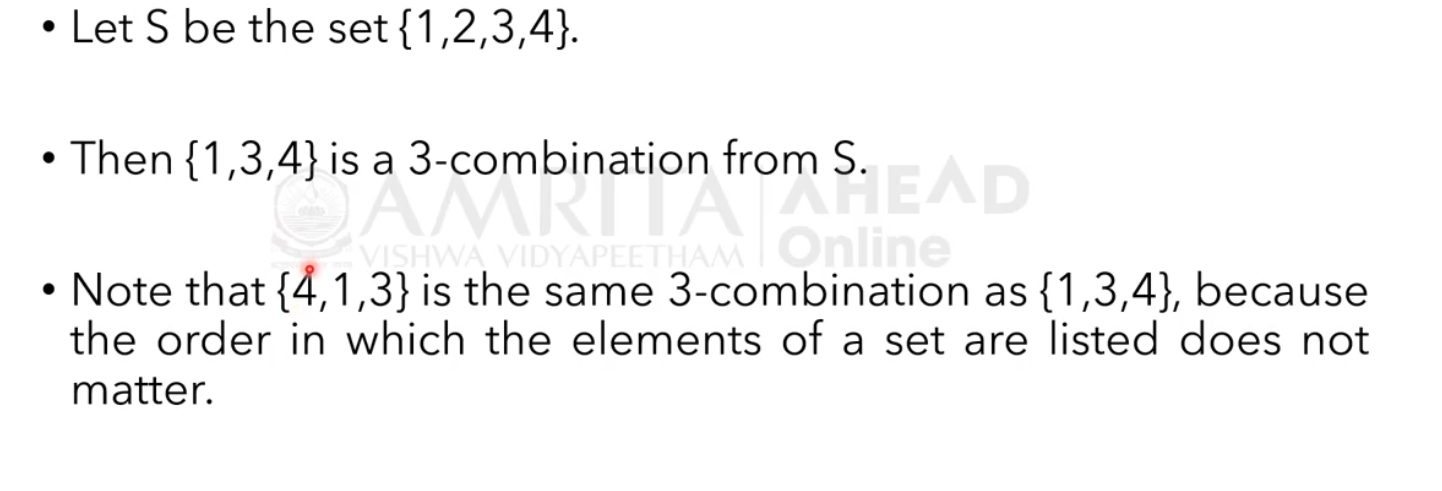 • Let S be the set {1,2,3,4}.
• Then {1,3,4} is a 3-combination from S.
AMRITA AHEAD
VISHWA VIDYAPEETHAM Online
• Note that {4,1,3} is the same 3-combination as {1,3,4}, because
the order in which the elements of a set are listed does not
matter.